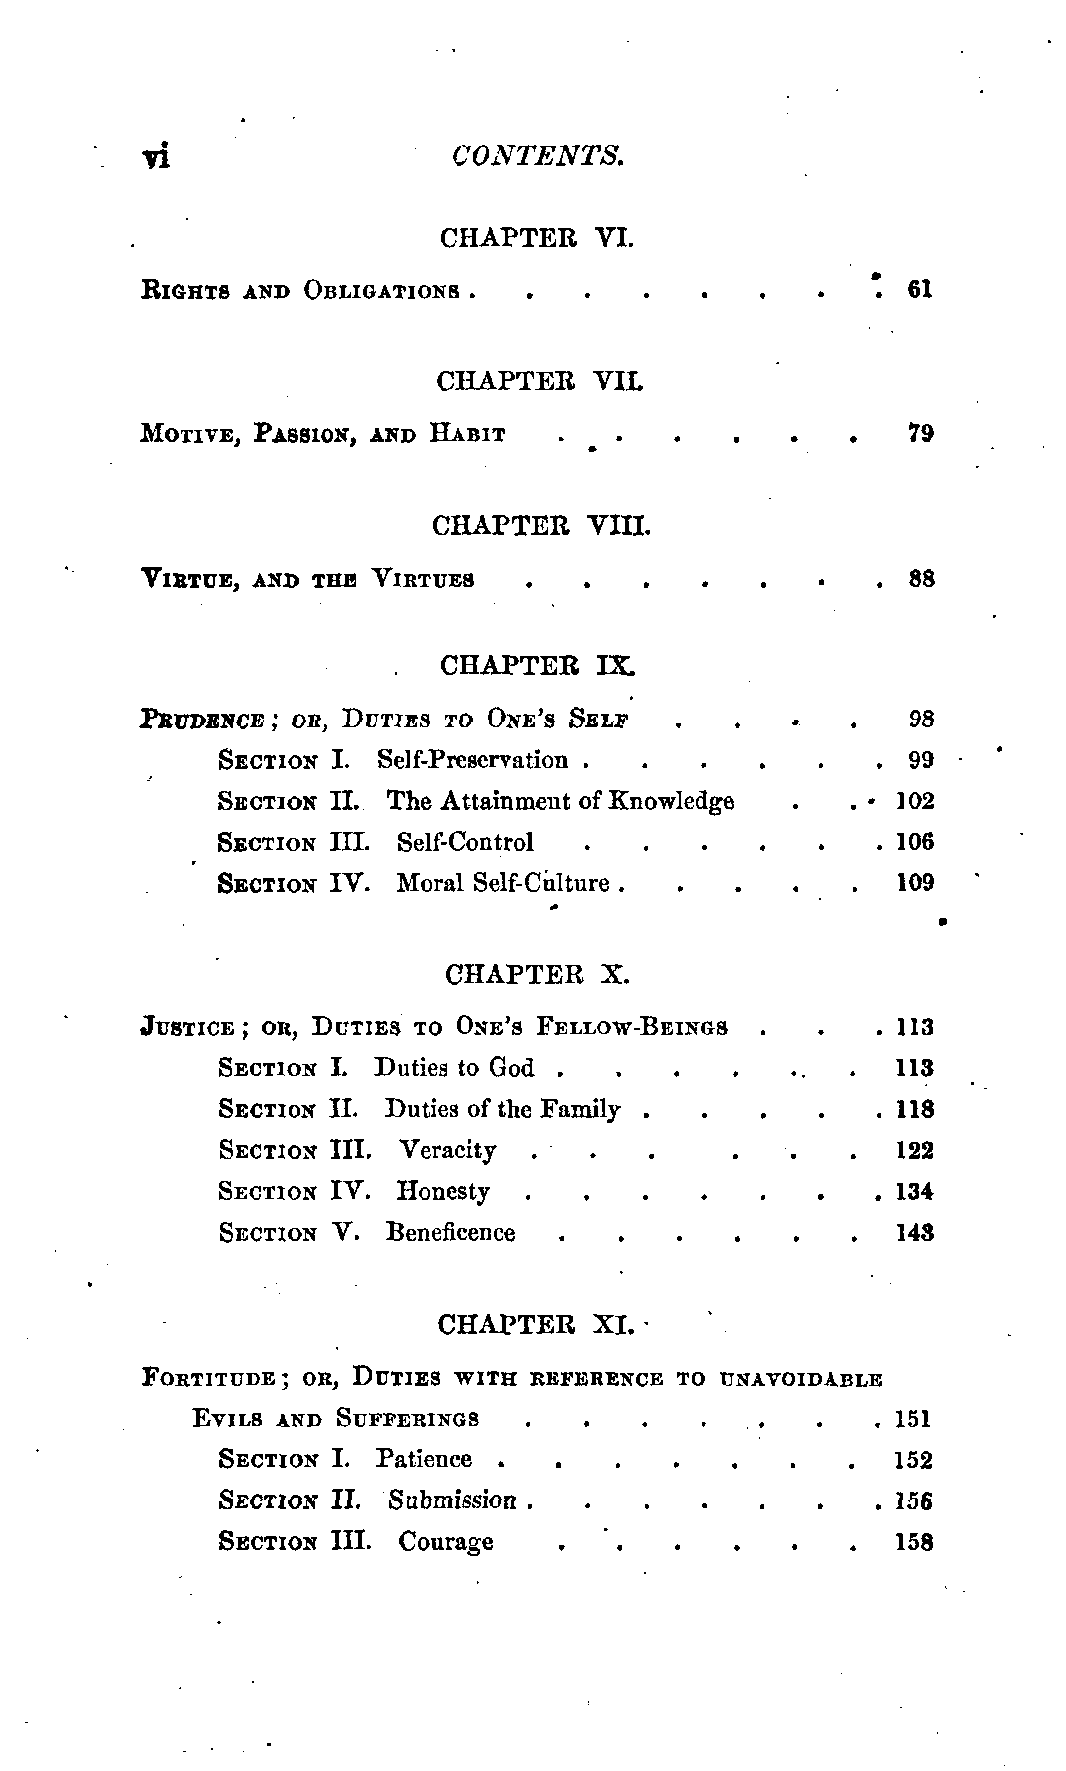 vi CONTENTS.
CHAPTER VI.
RIGHTS AND OBLIGATIONS . . . . . . . . 61
CHAPTER VII.
MOTIVE, PASSION, AND HABIT . . . . . . 79
CHAPTER VIII.
VIRTUE, AND THE VIRTUES . . . . . . . 88
CHAPTER IX.
PRUDENCE; OR, DUTIES TO ONE'S SELF . . . . 98
SECTION I. Self-Preservation . . . . . . 99
SECTION II. The Attainment of Knowledge . . 102
SECTION III. Self-Control . . . . . . 106
SECTION IV. Moral Self-Culture . . . . . 109
CHAPTER X.
JUSTICE; OR, DUTIES TO ONE'S FELLOW-BEINGS . . . 113
SECTION I. Duties to God . . . . . . 113
SECTION II. Duties of the Family . . . . . 118
SECTION III. Veracity . . . . . . 122
SECTION IV. Honesty . . . . . . . 134
SECTION V. Beneficence . . . . . . 143
CHAPTER XI.
FORTITUDE; OR, DUTIES WITH REFERENCE TO UNAVOIDABLE
EVILS AND SUFFERINGS . . . . . . . 151
SECTION I. Patience . . . . . . . 152
SECTION II. Submission . . . . . . . 156
SECTION III. Courage . . . . . . 158